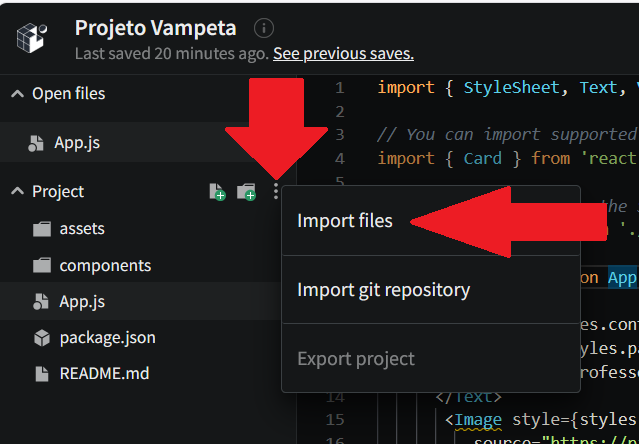 Projeto Vampeta
Last saved 20 minutes ago. See previous saves.
Open files
App.js
Project
assets
components
App.js
package.json
README.md
Import files
Import git repository
Export project
1 import { StyleSheet, Text,
2
3 // You can import supported
4 import { Card } from 'react
5
the
on App
es.con
yles.pa
rofess
14 </Text>
15 <Image style={styles
source="https://p